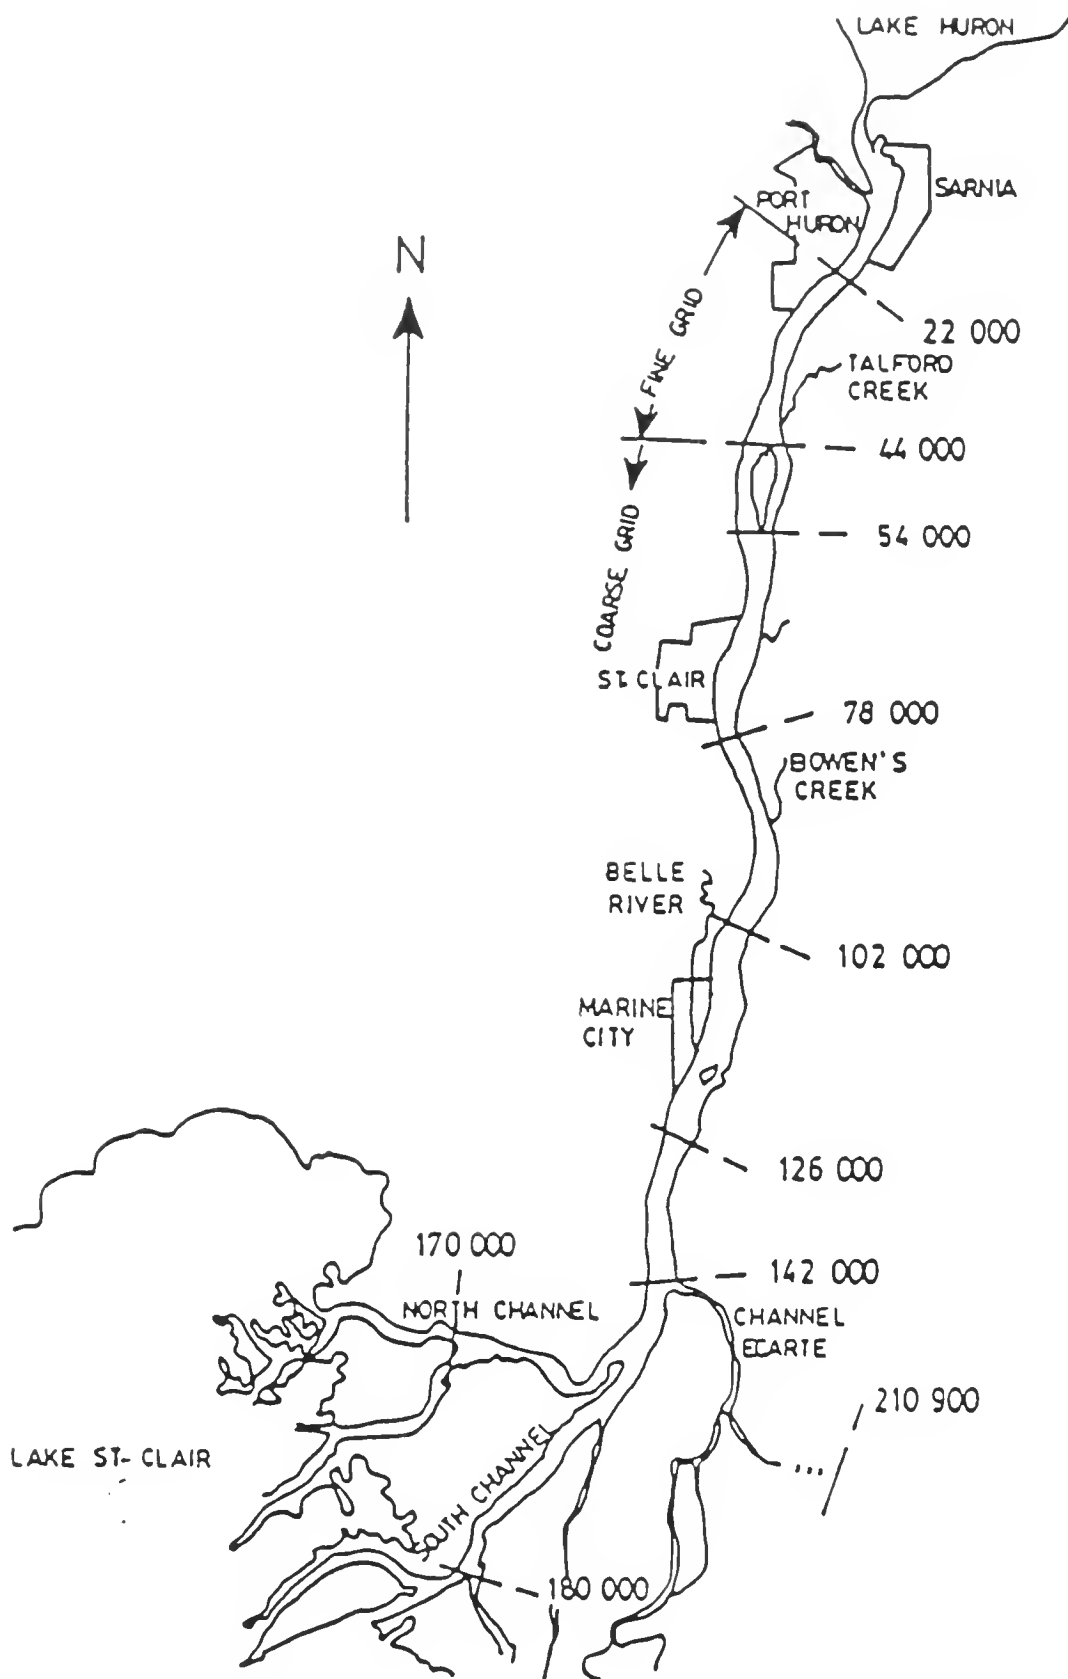 LAKE HURON
SARNIA
PORT
HURON
N
22 000
FINE GRID
TALFORD
CREEK
44 000
54 000
COARSE GRID
ST. CLAIR
78 000
BOWEN'S
CREEK
BELLE
RIVER
102 000
MARINE
CITY
126 000
170 000
142 000
NORTH CHANNEL
CHANNEL
ECARTE
210 900
LAKE ST- CLAIR
...
SOUTH CHANNEL
180 000